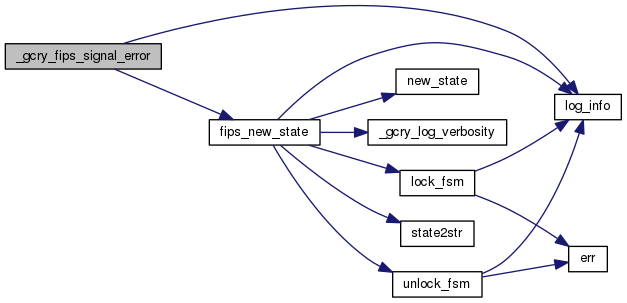 _gcry_fips_signal_error
fips_new_state
new_state
_gcry_log_verbosity
lock_fsm
state2str
unlock_fsm
log_info
err